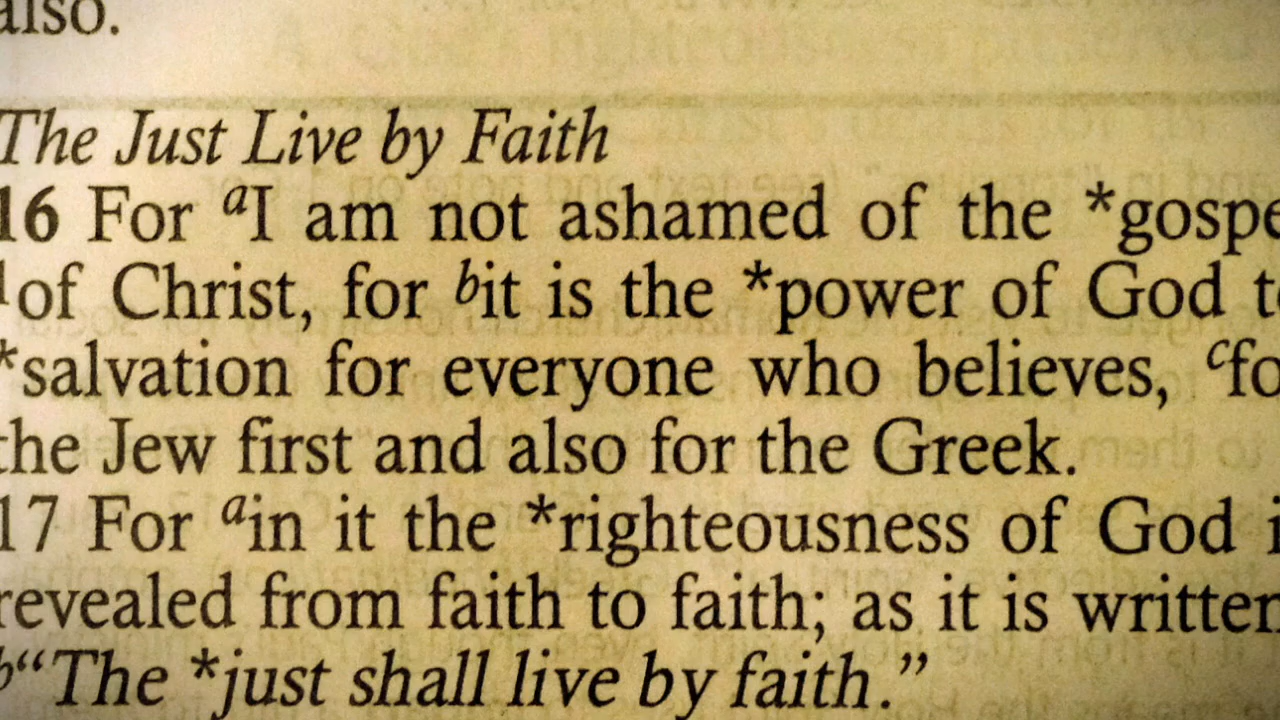 also.
The Just Live by Faith
16 For aI am not ashamed of the *gospe
1of Christ, for bit is the *power of God to
*salvation for everyone who believes, cfo
the Jew first and also for the Greek.
17 For ain it the *righteousness of God i
revealed from faith to faith; as it is written
b“The *just shall live by faith.”